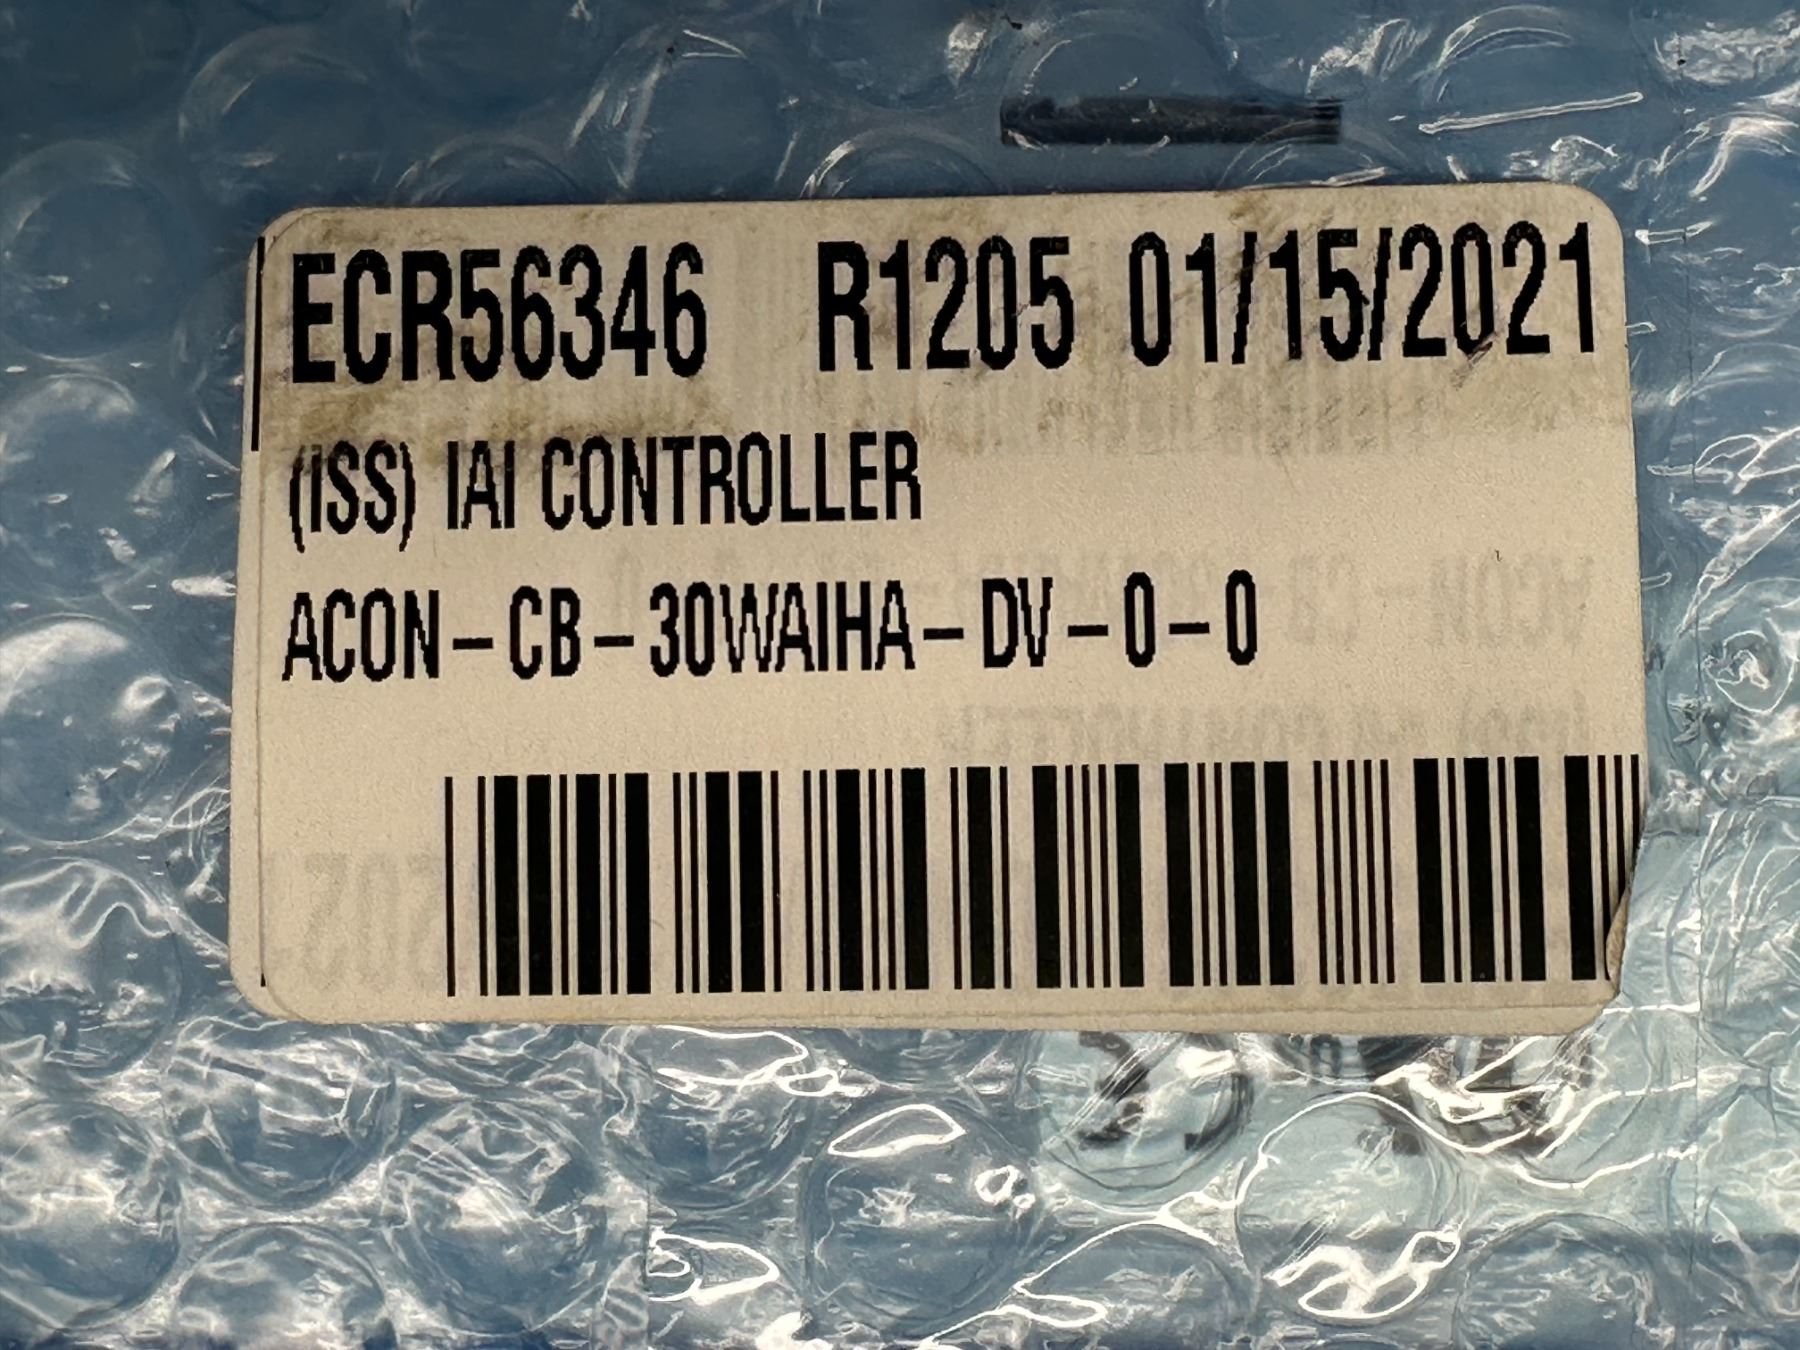 ECR56346 R1205 01/15/2021
(ISS) IAI CONTROLLER
ACON-CB-30WAIHA-DV-0-0